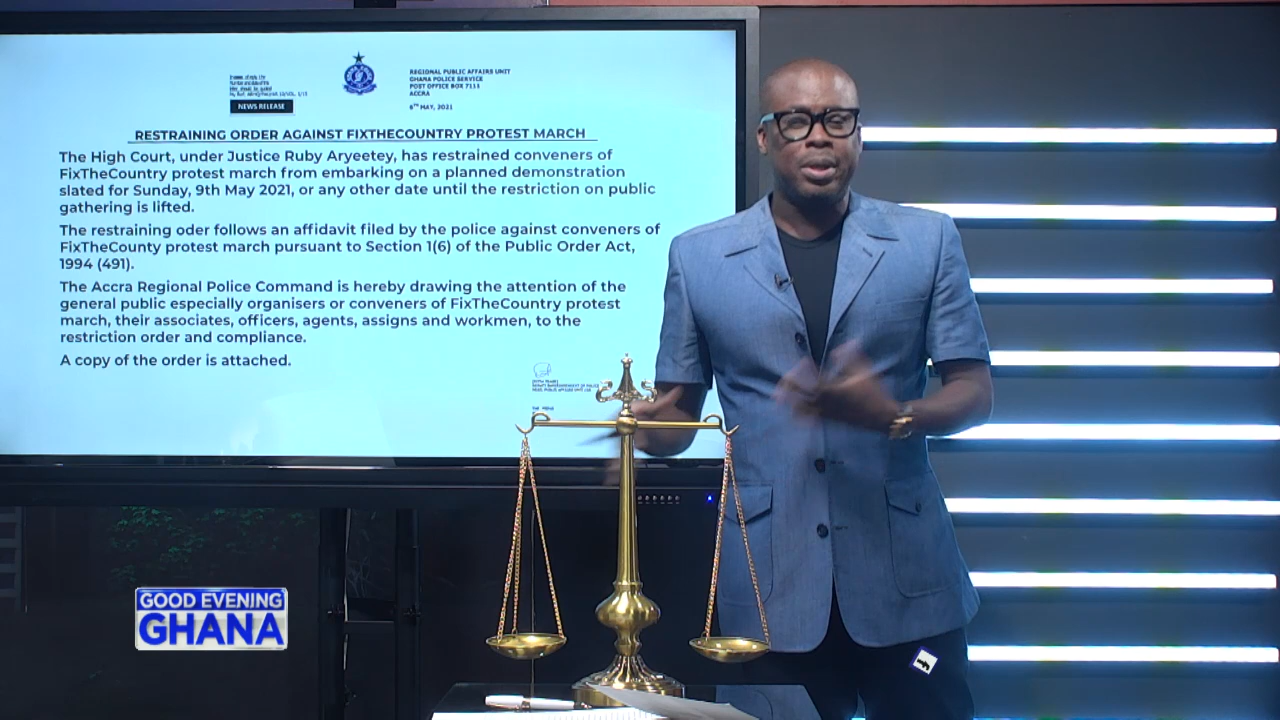 REGIONAL PUBLIC AFFAIRS UNIT
GHANA POLICE SERVICE
POST OFFICE BOX 7111
ACCRA
NEWS RELEASE
6TH MAY, 2021
RESTRAINING ORDER AGAINST FIXTHECOUNTRY PROTEST MARCH
The High Court, under Justice Ruby Aryeetey, has restrained conveners of
FixTheCountry protest march from embarking on a planned demonstration
slated for Sunday, 9th May 2021, or any other date until the restriction on public
gathering is lifted.
The restraining oder follows an affidavit filed by the police against conveners of
FixTheCounty protest march pursuant to Section 1(6) of the Public Order Act,
1994 (491).
The Accra Regional Police Command is hereby drawing the attention of the
general public especially organisers or conveners of FixTheCountry protest
march, their associates, officers, agents, assigns and workmen, to the
restriction order and compliance.
A copy of the order is attached.
GOOD EVENING
GHANA